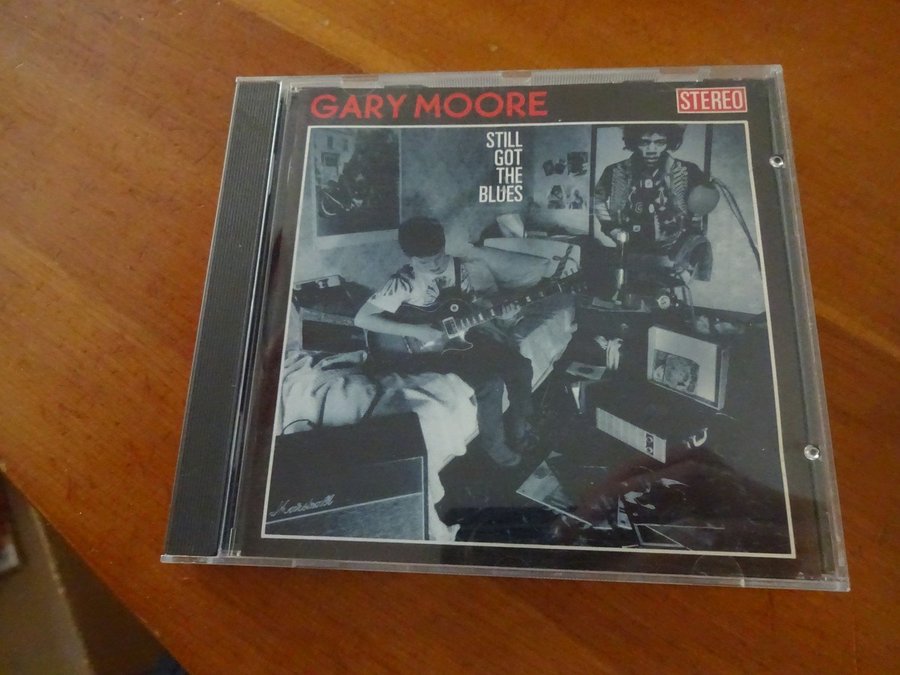 GARY MOORE
STEREO
STILL
GOT
THE
BLUES
Marshall